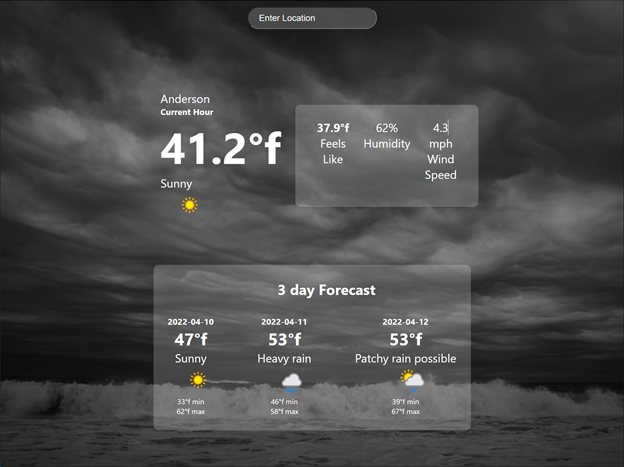 Enter Location
Anderson
Current Hour
41.2°f
Sunny
37.9°f
Feels
Like
62%
Humidity
4.3
mph
Wind
Speed
3 day Forecast
2022-04-10
47°f
Sunny
33°f min
62°f max
2022-04-11
53°f
Heavy rain
46°f min
58°f max
2022-04-12
53°f
Patchy rain possible
39°f min
67°f max